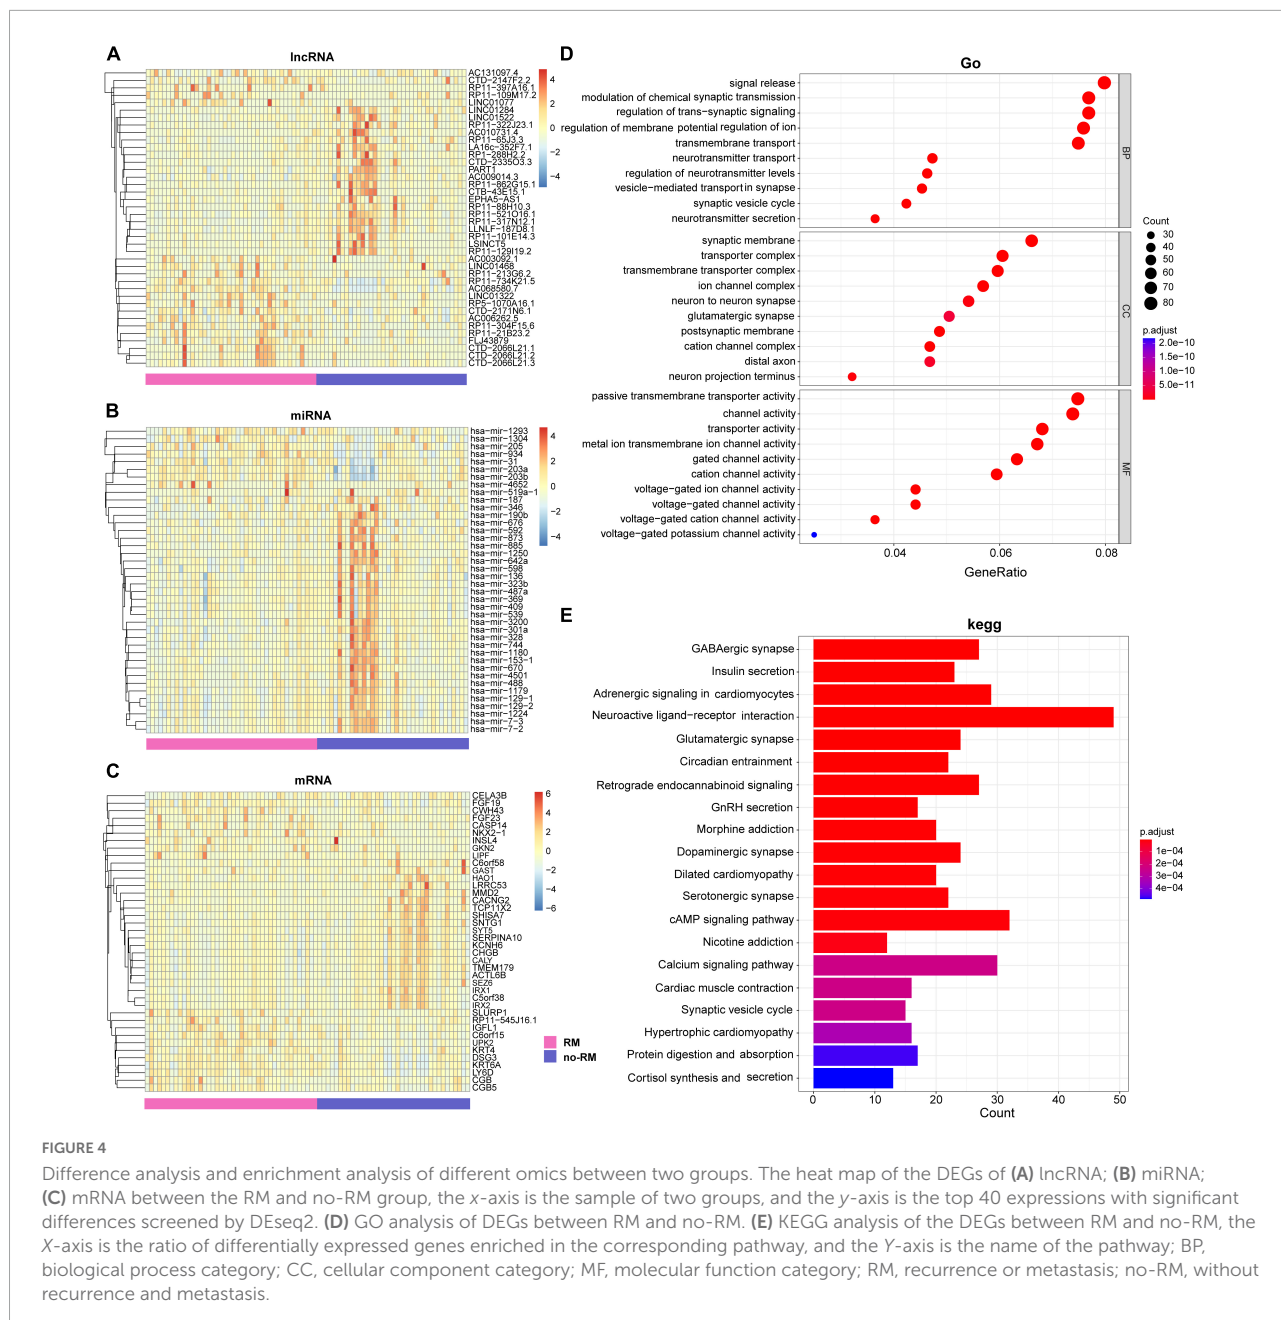 A
lncRNA
AC131097.4
CTD-2147F2.2
RP11-397A16.1
RP11-109M17.2
LINC01077
LINC01284
LINC01522
RP11-322J23.1
AC010731.4
RP11-65J3.3
LA16c-352F7.1
RP1-288H2.2
CTD-2335O3.3
PART1
AC009014.3
RP11-862G15.1
CTB-43E15.1
EPHA5-AS1
RP11-88H10.3
RP11-521O16.1
RP11-317N12.1
LLNLF-187D8.1
RP11-101E14.3
LSINCT5
RP11-129I19.2
AC003092.1
LINC01468
RP11-213G6.2
RP11-734K21.5
AC068580.7
LINC01322
RP5-1070A16.1
CTD-2171N6.1
AC006262.5
RP11-304F15.6
RP11-21B23.2
FLJ43879
CTD-2066L21.1
CTD-2066L21.2
CTD-2066L21.3
4
2
0
−2
−4
B
miRNA
hsa-mir-1293
hsa-mir-1304
hsa-mir-205
hsa-mir-934
hsa-mir-31
hsa-mir-203a
hsa-mir-203b
hsa-mir-4652
hsa-mir-519a-1
hsa-mir-187
hsa-mir-346
hsa-mir-190b
hsa-mir-676
hsa-mir-592
hsa-mir-873
hsa-mir-885
hsa-mir-1250
hsa-mir-642a
hsa-mir-598
hsa-mir-136
hsa-mir-323b
hsa-mir-487a
hsa-mir-369
hsa-mir-409
hsa-mir-539
hsa-mir-3200
hsa-mir-301a
hsa-mir-328
hsa-mir-744
hsa-mir-1180
hsa-mir-153-1
hsa-mir-670
hsa-mir-4501
hsa-mir-488
hsa-mir-1179
hsa-mir-129-1
hsa-mir-129-2
hsa-mir-1224
hsa-mir-7-3
hsa-mir-7-2
4
2
0
−2
−4
C
mRNA
CELA3B
FGF19
CWH43
FGF23
CASP14
NKX2-1
INSL4
GKN2
LIPF
C6orf58
GAST
HAO1
LRRC53
MMD2
CACNG2
TCP11X2
SHISA7
SNTG1
SYT5
SERPINA10
KCNH6
CHGB
CALY
TMEM179
ACTL6B
SEZ6
IRX1
C5orf38
IRX2
SLURP1
RP11-545J16.1
IGFL1
C6orf15
UPK2
KRT4
DSG3
KRT6A
LY6D
CGB
CGB5
6
4
2
0
−2
−4
−6
RM
no-RM
D
Go
signal release
modulation of chemical synaptic transmission
regulation of trans-synaptic signaling
regulation of membrane potential regulation of ion
transmembrane transport
neurotransmitter transport
regulation of neurotransmitter levels
vesicle-mediated transport in synapse
synaptic vesicle cycle
neurotransmitter secretion
BP
synaptic membrane
transporter complex
transmembrane transporter complex
ion channel complex
neuron to neuron synapse
glutamatergic synapse
postsynaptic membrane
cation channel complex
distal axon
neuron projection terminus
CC
passive transmembrane transporter activity
channel activity
transporter activity
metal ion transmembrane ion channel activity
gated channel activity
cation channel activity
voltage-gated ion channel activity
voltage-gated channel activity
voltage-gated cation channel activity
voltage-gated potassium channel activity
MF
0.04 0.06 0.08
GeneRatio
Count
30
40
50
60
70
80
p.adjust
2.0e-10
1.5e-10
1.0e-10
5.0e-11
E
kegg
GABAergic synapse
Insulin secretion
Adrenergic signaling in cardiomyocytes
Neuroactive ligand-receptor interaction
Glutamatergic synapse
Circadian entrainment
Retrograde endocannabinoid signaling
GnRH secretion
Morphine addiction
Dopaminergic synapse
Dilated cardiomyopathy
Serotonergic synapse
cAMP signaling pathway
Nicotine addiction
Calcium signaling pathway
Cardiac muscle contraction
Synaptic vesicle cycle
Hypertrophic cardiomyopathy
Protein digestion and absorption
Cortisol synthesis and secretion
0 10 20 30 40 50
Count
p.adjust
1e-04
2e-04
3e-04
4e-04
FIGURE 4
Difference analysis and enrichment analysis of different omics between two groups. The heat map of the DEGs of (A) lncRNA; (B) miRNA;
(C) mRNA between the RM and no-RM group, the x-axis is the sample of two groups, and the y-axis is the top 40 expressions with significant
differences screened by DEseq2. (D) GO analysis of DEGs between RM and no-RM. (E) KEGG analysis of the DEGs between RM and no-RM, the
X-axis is the ratio of differentially expressed genes enriched in the corresponding pathway, and the Y-axis is the name of the pathway; BP,
biological process category; CC, cellular component category; MF, molecular function category; RM, recurrence or metastasis; no-RM, without
recurrence and metastasis.